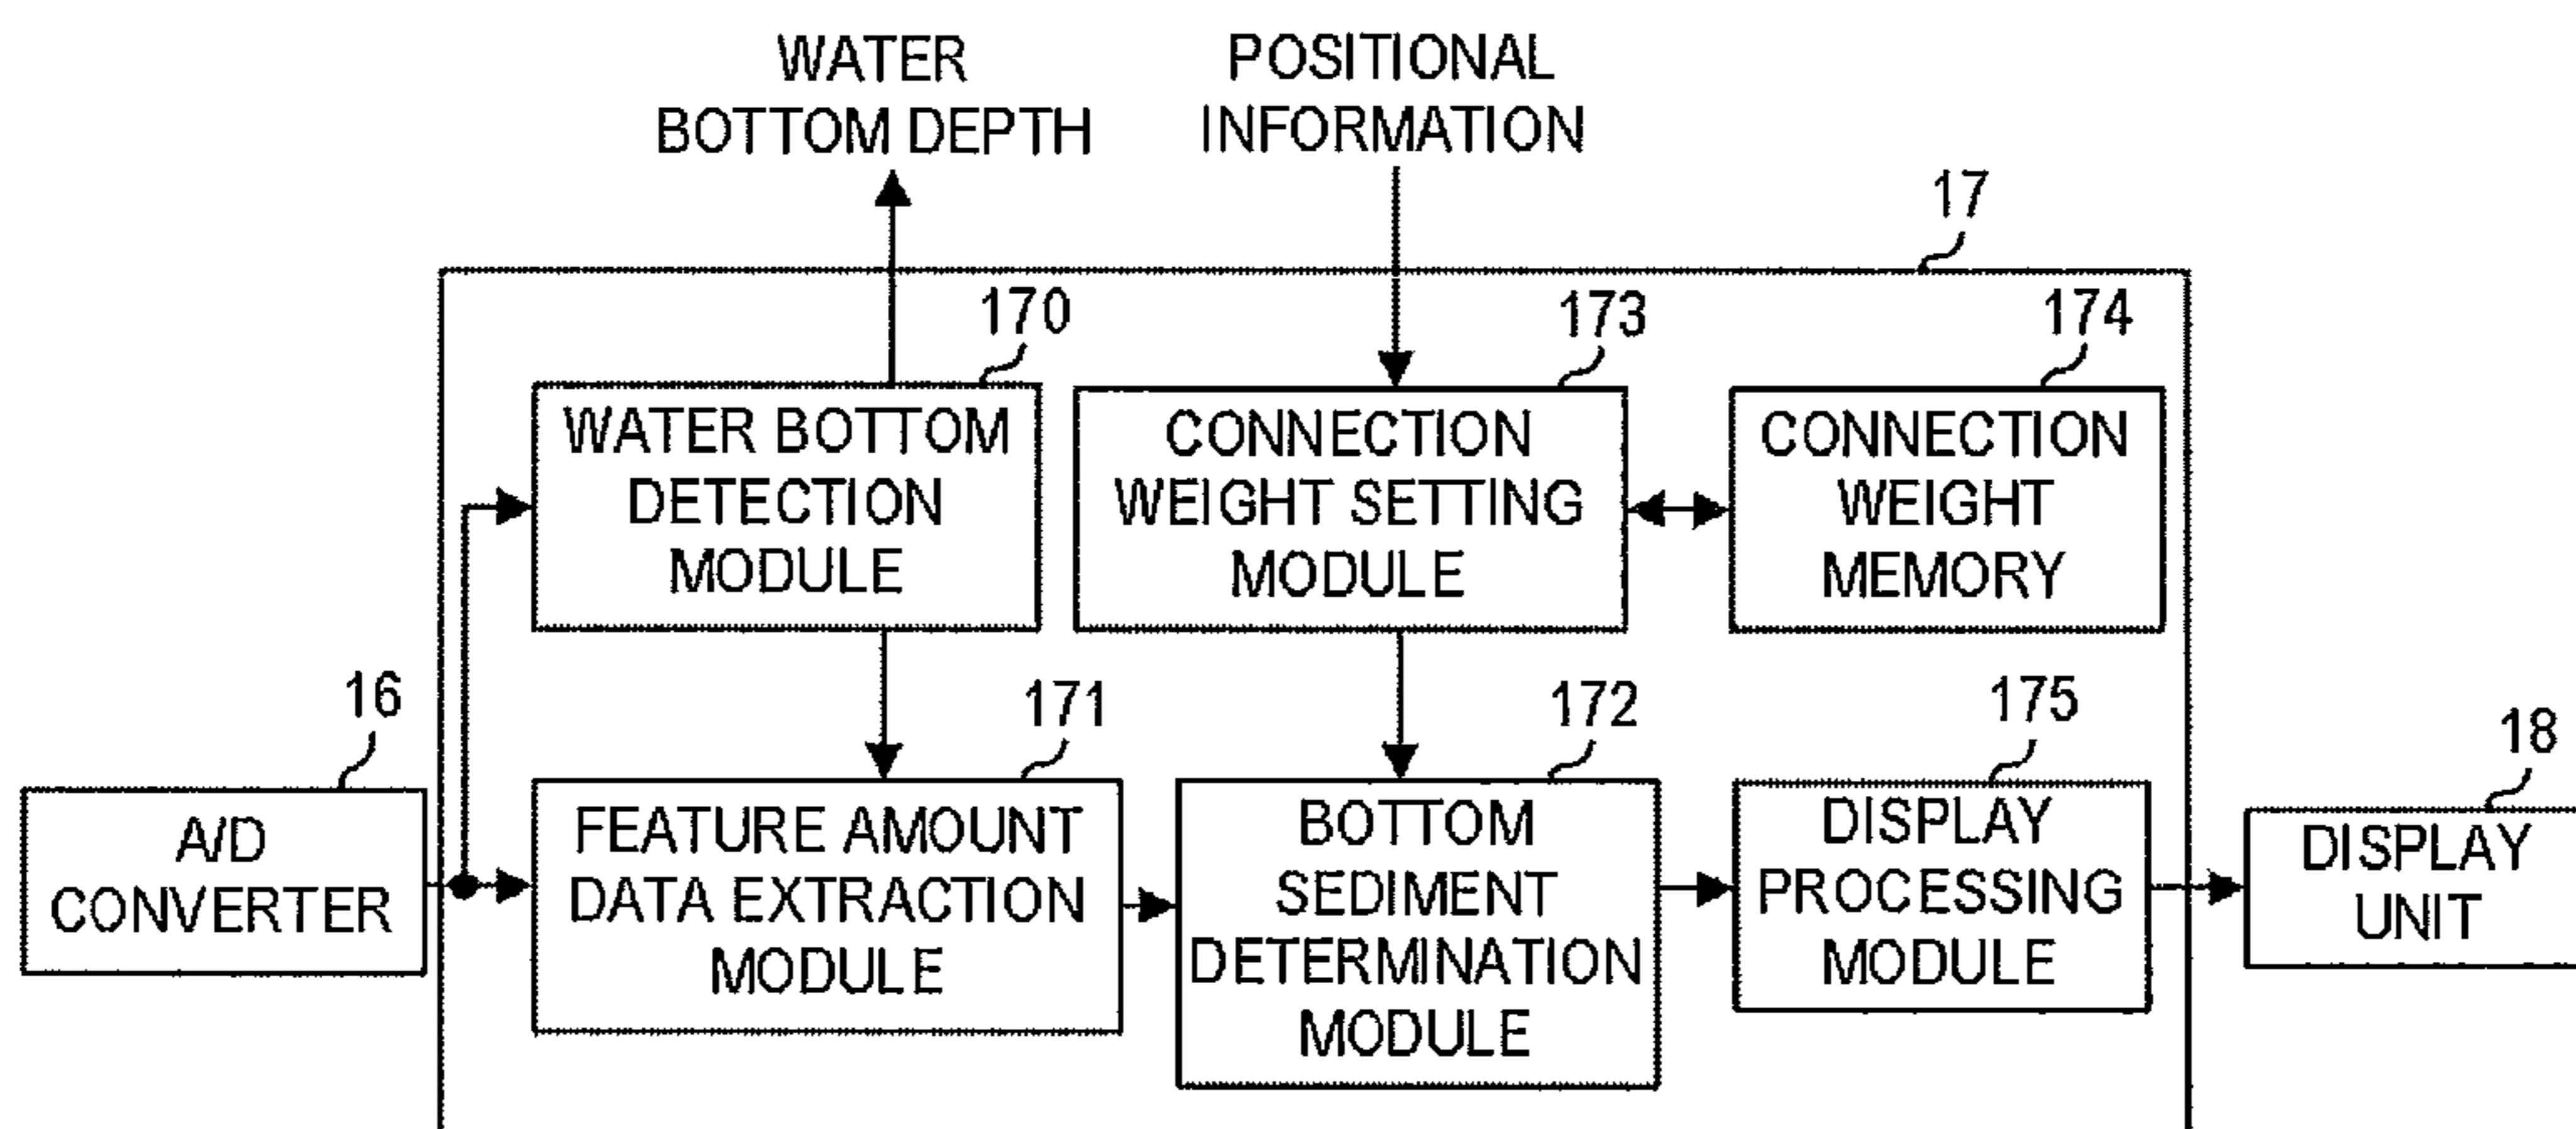 WATER
BOTTOM DEPTH
POSITIONAL
INFORMATION
17
170
WATER BOTTOM
DETECTION
MODULE
173
CONNECTION
WEIGHT SETTING
MODULE
174
CONNECTION
WEIGHT
MEMORY
16
A/D
CONVERTER
171
FEATURE AMOUNT
DATA EXTRACTION
MODULE
172
BOTTOM
SEDIMENT
DETERMINATION
MODULE
175
DISPLAY
PROCESSING
MODULE
18
DISPLAY
UNIT